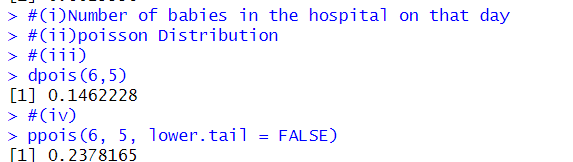 > #(i)Number of babies in the hospital on that day
> #(ii)poisson Distribution
> #(iii)
> dpois(6,5)
[1] 0.1462228
> #(iv)
> ppois(6, 5, lower.tail = FALSE)
[1] 0.2378165